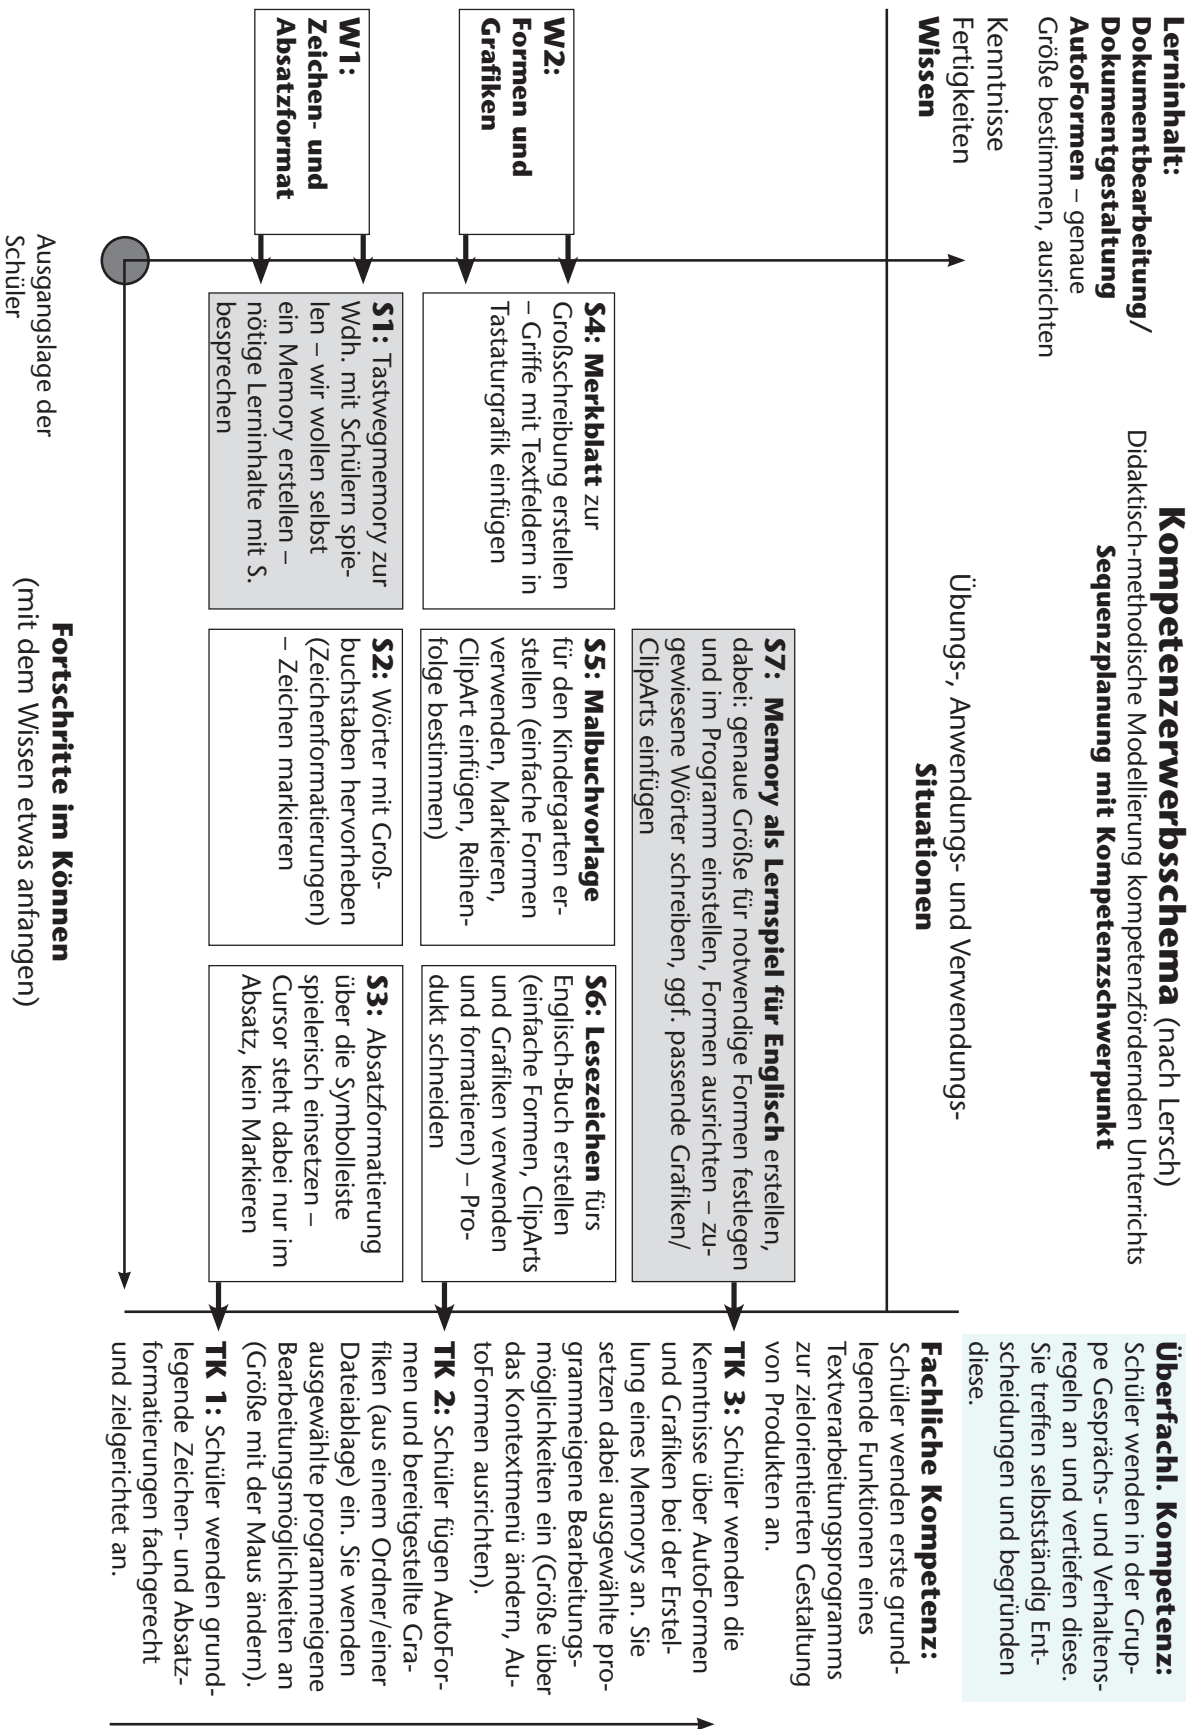 Kompetenzerwerbsschema (nach Lersch)
Didaktisch-methodische Modellierung kompetenzfördernden Unterrichts
Sequenzplanung mit Kompetenzschwerpunkt
Lerninhalt:
Dokumentbearbeitung/
Dokumentgestaltung
AutoFormen – genaue
Größe bestimmen, ausrichten
Kenntnisse
Fertigkeiten
Wissen
Übungs-, Anwendungs- und Verwendungs-
Situationen
Überfachl. Kompetenz:
Schüler wenden in der Grup-
pe Gesprächs- und Verhaltens-
regeln an und vertiefen diese.
Sie treffen selbstständig Ent-
scheidungen und begründen
diese.
Fachliche Kompetenz:
Schüler wenden erste grund-
legende Funktionen eines
Textverarbeitungsprogramms
zur zielorientierten Gestaltung
von Produkten an.
S7: Memory als Lernspiel für Englisch erstellen,
dabei: genaue Größe für notwendige Formen festlegen
und im Programm einstellen, Formen ausrichten – zu-
gewiesene Wörter schreiben, ggf. passende Grafiken/
ClipArts einfügen
TK 3: Schüler wenden die
Kenntnisse über AutoFormen
und Grafiken bei der Erstel-
lung eines Memorys an. Sie
setzen dabei ausgewählte pro-
grammeigene Bearbeitungs-
möglichkeiten ein (Größe über
das Kontextmenü ändern, Au-
toFormen ausrichten).
W2:
Formen und
Grafiken
S4: Merkblatt zur
Großschreibung erstellen
– Griffe mit Textfeldern in
Tastaturgrafik einfügen
S5: Malbuchvorlage
für den Kindergarten er-
stellen (einfache Formen
verwenden, Markieren,
ClipArt einfügen, Reihen-
folge bestimmen)
S6: Lesezeichen fürs
Englisch-Buch erstellen
(einfache Formen, ClipArts
und Grafiken verwenden
und formatieren) – Pro-
dukt schneiden
TK 2: Schüler fügen AutoFor-
men und bereitgestellte Gra-
fiken (aus einem Ordner/einer
Dateiablage) ein. Sie wenden
ausgewählte programmeigene
Bearbeitungsmöglichkeiten an
(Größe mit der Maus ändern).
W1:
Zeichen- und
Absatzformat
S1: Tastwegmemory zur
Wdh. mit Schülern spie-
len – wir wollen selbst
ein Memory erstellen –
nötige Lerninhalte mit S.
besprechen
S2: Wörter mit Groß-
buchstaben hervorheben
(Zeichenformatierungen)
– Zeichen markieren
S3: Absatzformatierung
über die Symbolleiste
spielerisch einsetzen –
Cursor steht dabei nur im
Absatz, kein Markieren
TK 1: Schüler wenden grund-
legende Zeichen- und Absatz-
formatierungen fachgerecht
und zielgerichtet an.
Ausgangslage der
Schüler
Fortschritte im Können
(mit dem Wissen etwas anfangen)